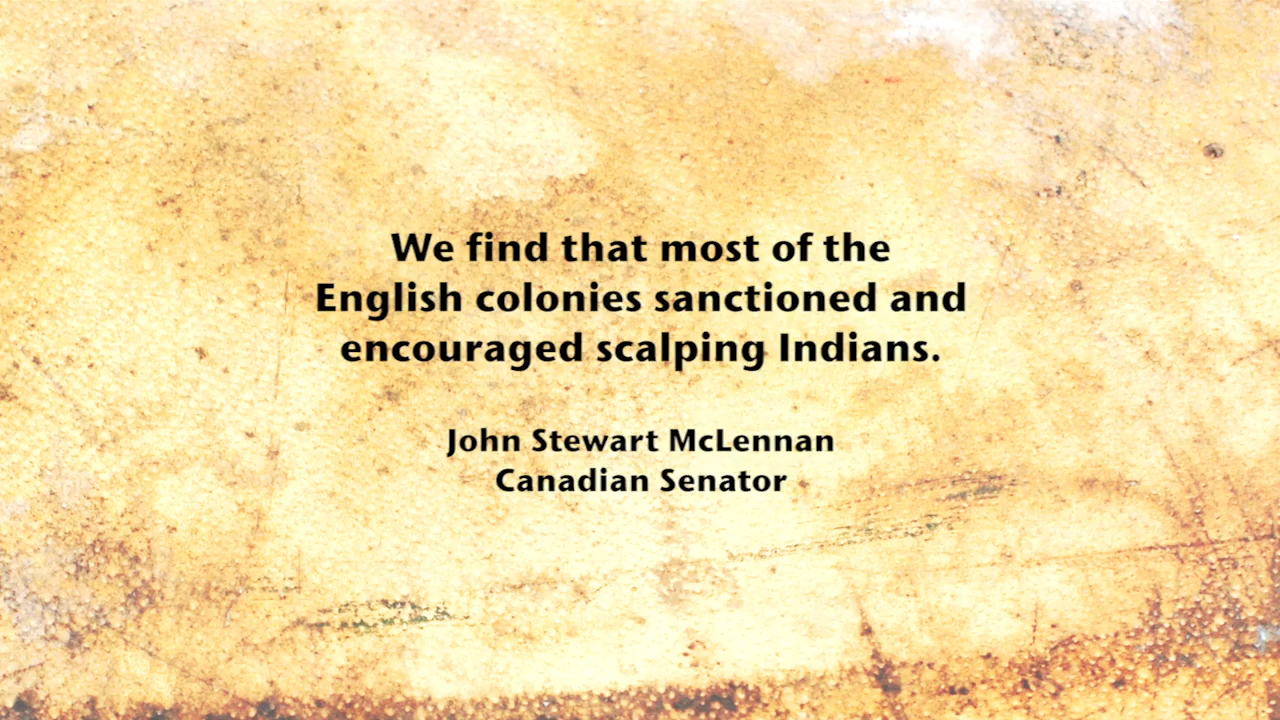 We find that most of the
English colonies sanctioned and
encouraged scalping Indians.
John Stewart McLennan
Canadian Senator